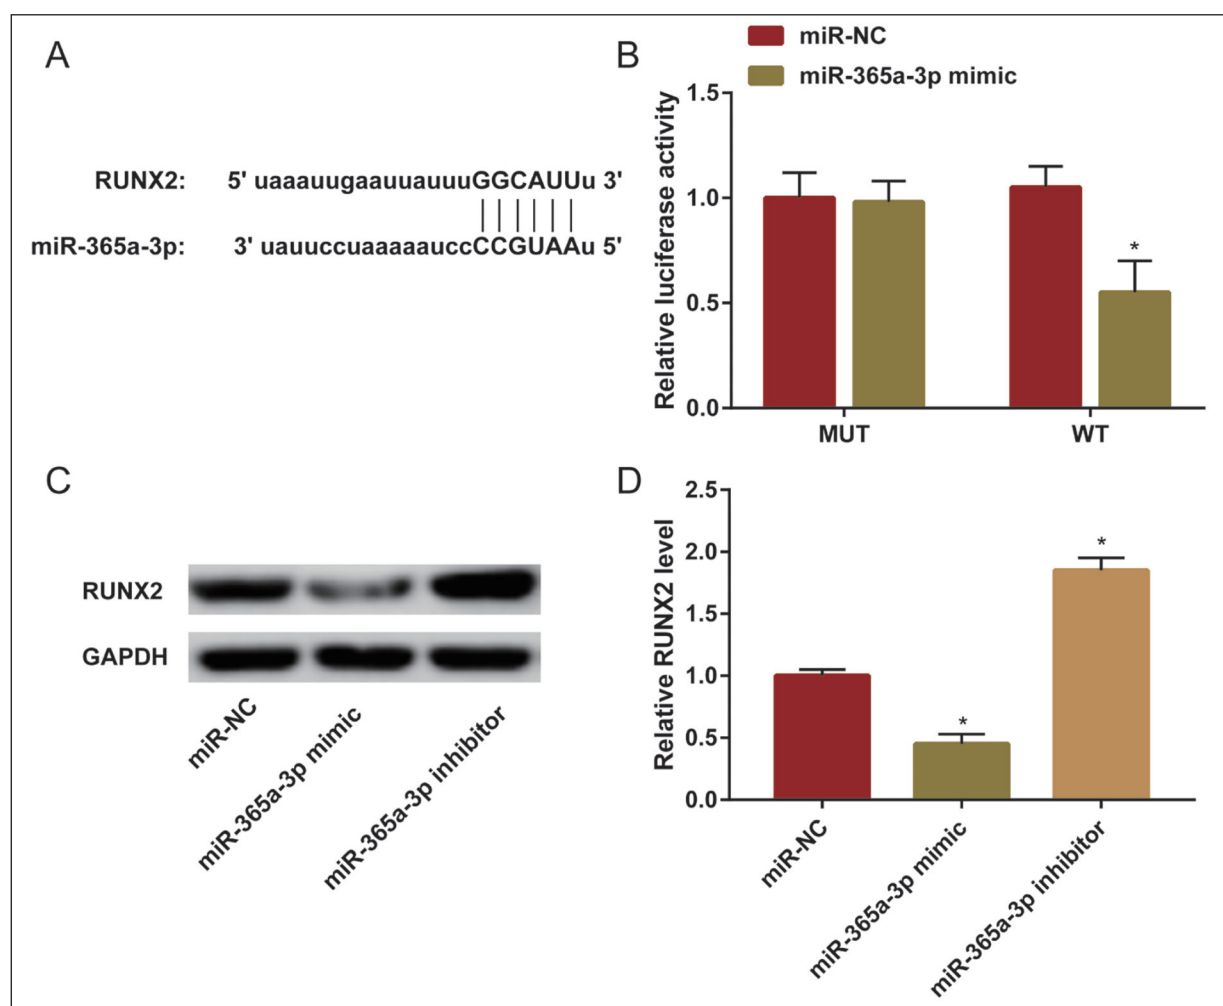 A
RUNX2: 5' uaaauugaauuauuuGGCAUUu 3'
miR-365a-3p: 3' uauuccuaaaaauccCCGUAAu 5'
B
miR-NC
miR-365a-3p mimic
Relative luciferase activity
1.5
1.0
0.5
0.0
*
MUT
WT
C
RUNX2
GAPDH
miR-NC
miR-365a-3p mimic
miR-365a-3p inhibitor
D
Relative RUNX2 level
2.5
2.0
1.5
1.0
0.5
0.0
*
*
miR-NC
miR-365a-3p mimic
miR-365a-3p inhibitor